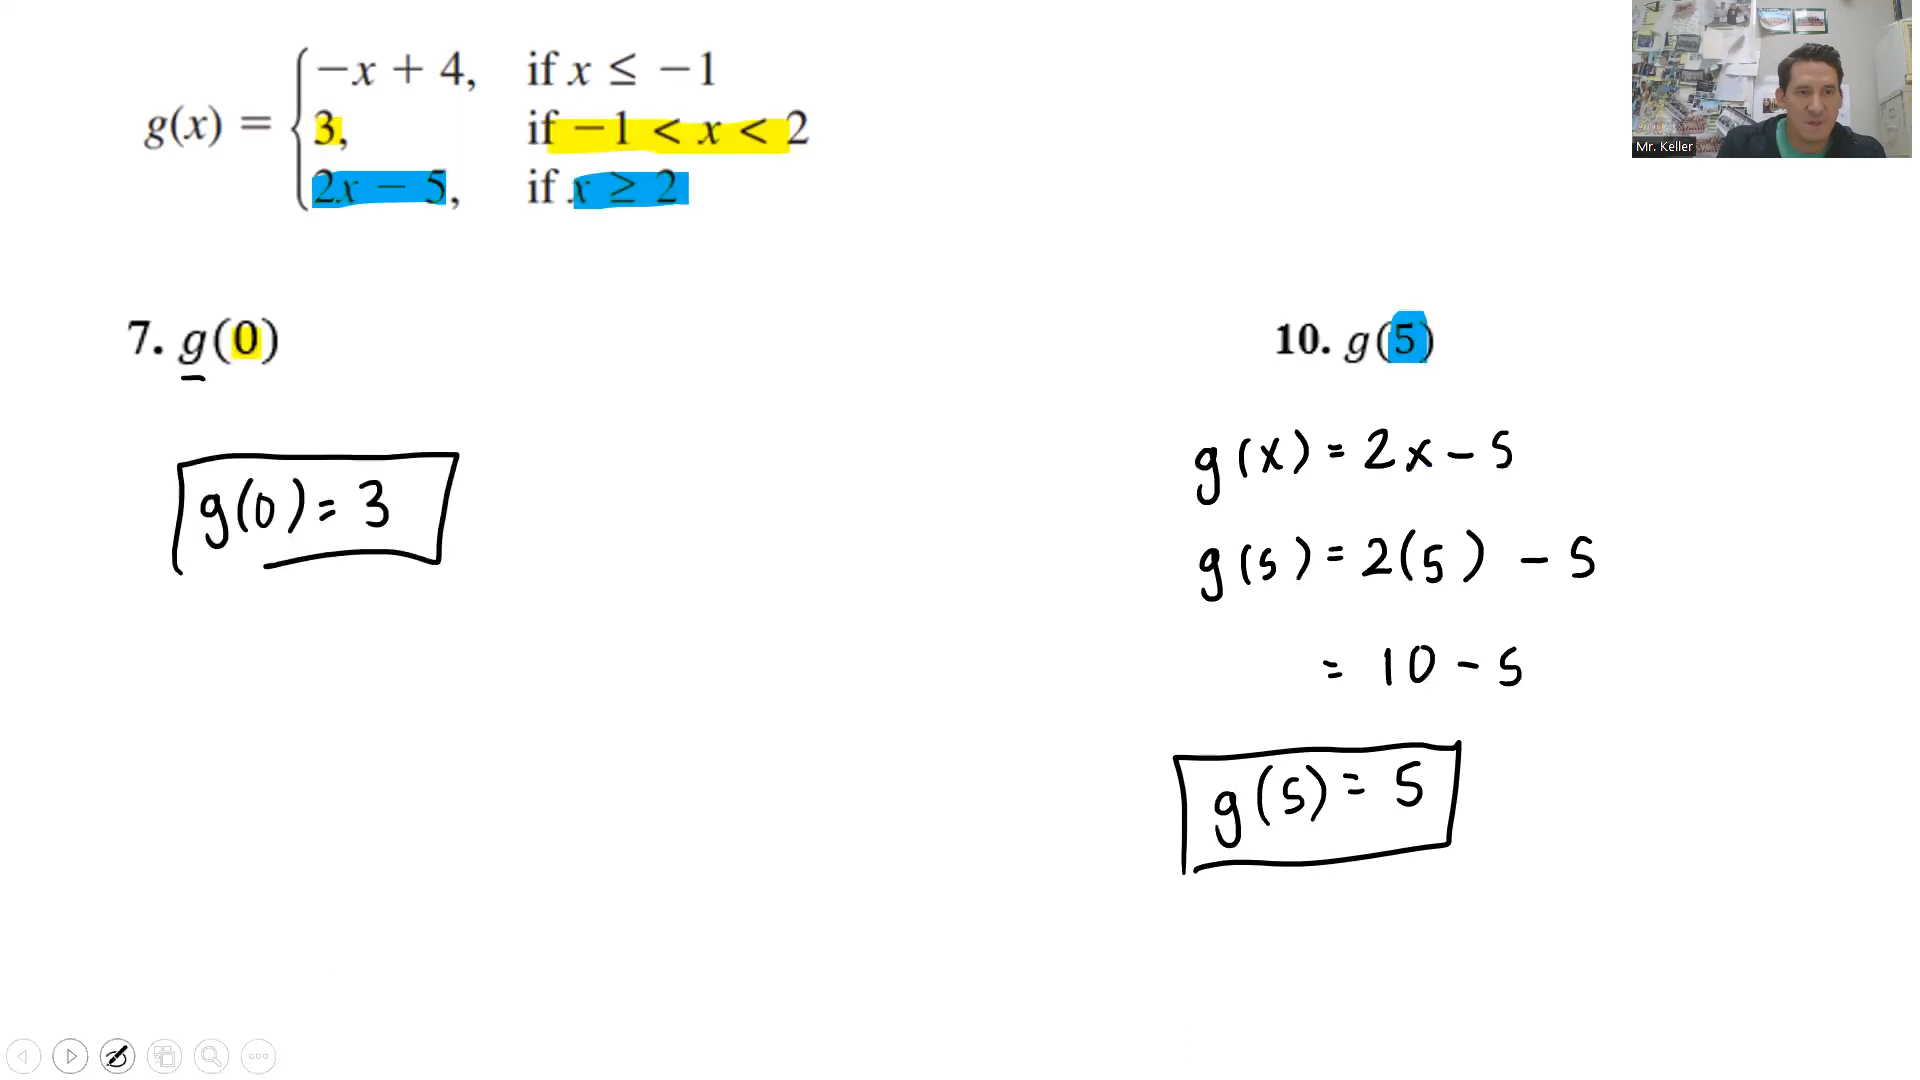 −x + 4, if x ≤ −1
g(x) = { 3, if −1 < x < 2
2x − 5, if x ≥ 2
Mr. Keller
7. g(0)
g(0) = 3
10. g(5)
g(x) = 2x − 5
g(5) = 2(5) − 5
= 10 − 5
g(5) = 5